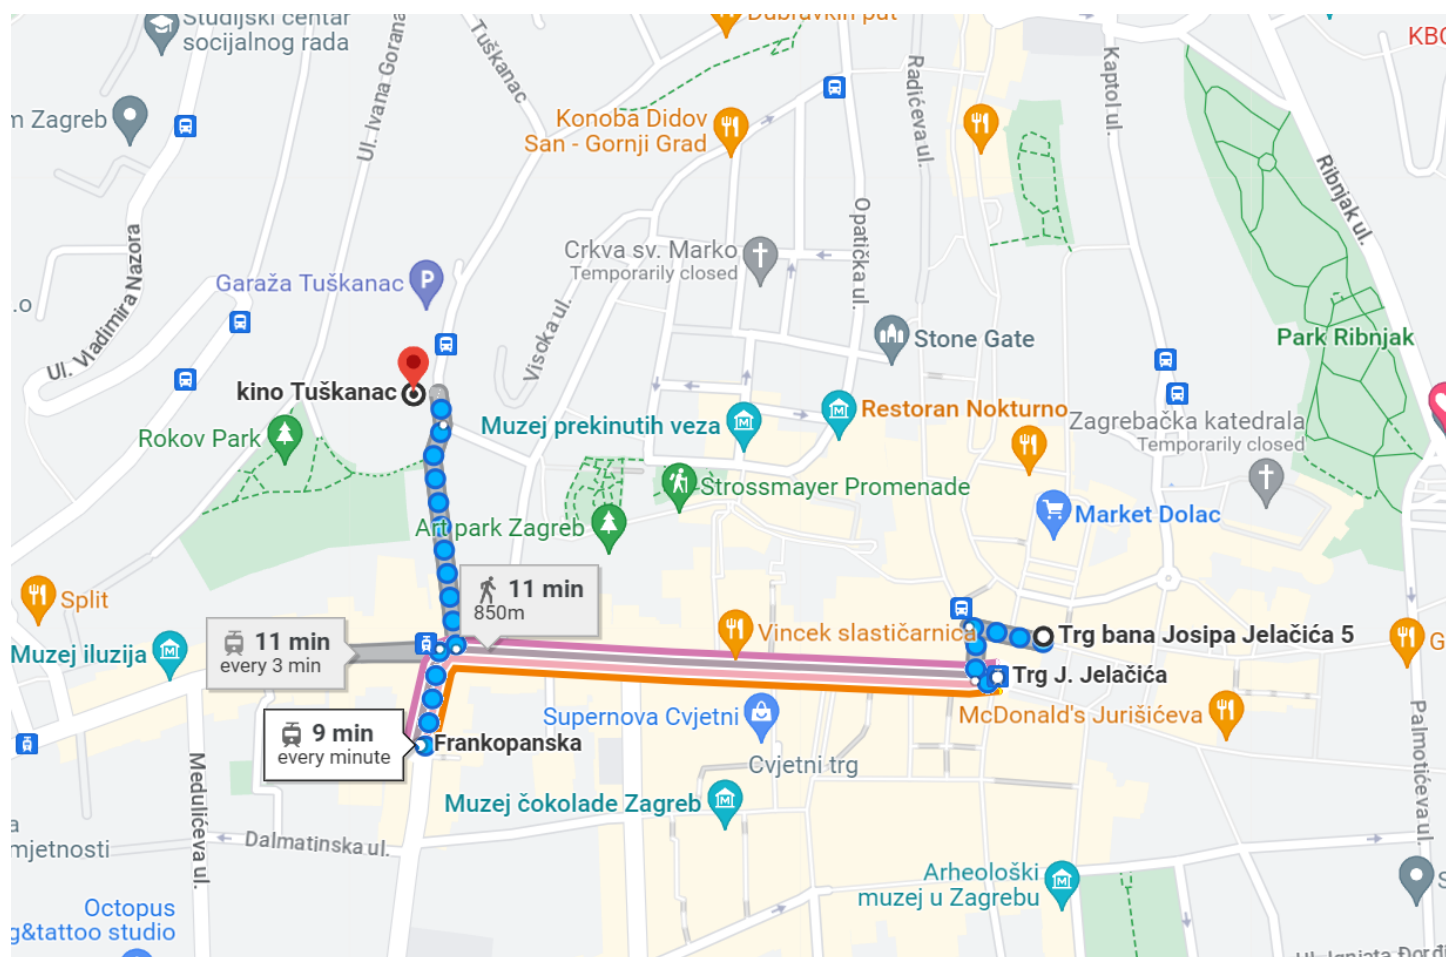 Studijski centar
socijalnog rada
Dubravkin put
KBC
m Zagreb
Ul. Ivana Gorana
Tuškanac
Konoba Didov
San - Gornji Grad
Radićeva ul.
Kaptol ul.
Ribnjak ul.
Opatička ul.
Crkva sv. Marko
Temporarily closed
Ul. Vladimira Nazora
Garaža Tuškanac
P
Visoka ul.
Stone Gate
Park Ribnjak
kino Tuškanac
Rokov Park
Muzej prekinutih veza
Restoran Nokturno
Zagrebačka katedrala
Temporarily closed
Strossmayer Promenade
Market Dolac
Art park Zagreb
11 min
850m
Split
Vincek slastičarnica
Trg bana Josipa Jelačića 5
G
Muzej iluzija
11 min
every 3 min
Trg J. Jelačića
Supernova Cvjetni
McDonald's Jurišićeva
9 min
every minute
Frankopanska
Cvjetni trg
Palmotićeva ul.
Medulićeva ul.
Muzej čokolade Zagreb
Dalmatinska ul.
a
mjetnosti
Arheološki
muzej u Zagrebu
S
Octopus
g&tattoo studio